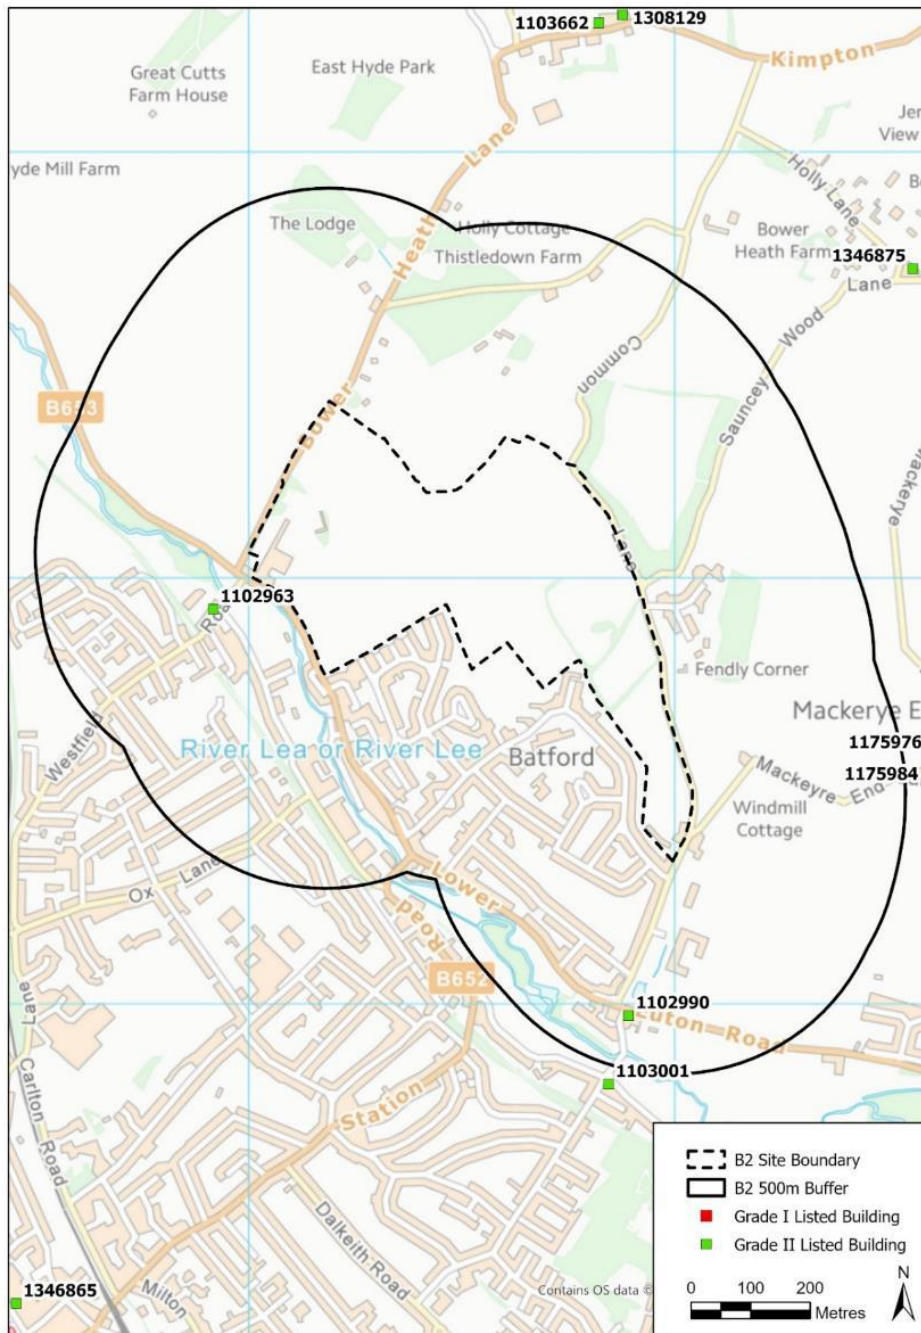 1103662
1308129
Great Cutts
Farm House
East Hyde Park
Kimpton
Jer
View
yde Mill Farm
Lane
Holly Lane
The Lodge
Heath
Holly Cottage
Thistledown Farm
Bower
Heath Farm
1346875
Lane
Wood
Common
Sauncey
B653
Bower
Mackerye
Lane
1102963
Road
Fendly Corner
Mackerye E
Westfield
River Lea or River Lee
Batford
1175976
1175984
Mackeyre
End
Windmill
Cottage
Ox Lane
Lower
Road
B652
1102990
Luton Road
1103001
Lane
Carlton Road
Station
Dalkeith Road
Milton
1346865
Contains OS data ©
B2 Site Boundary
B2 500m Buffer
Grade I Listed Building
Grade II Listed Building
N
0 100 200
Metres